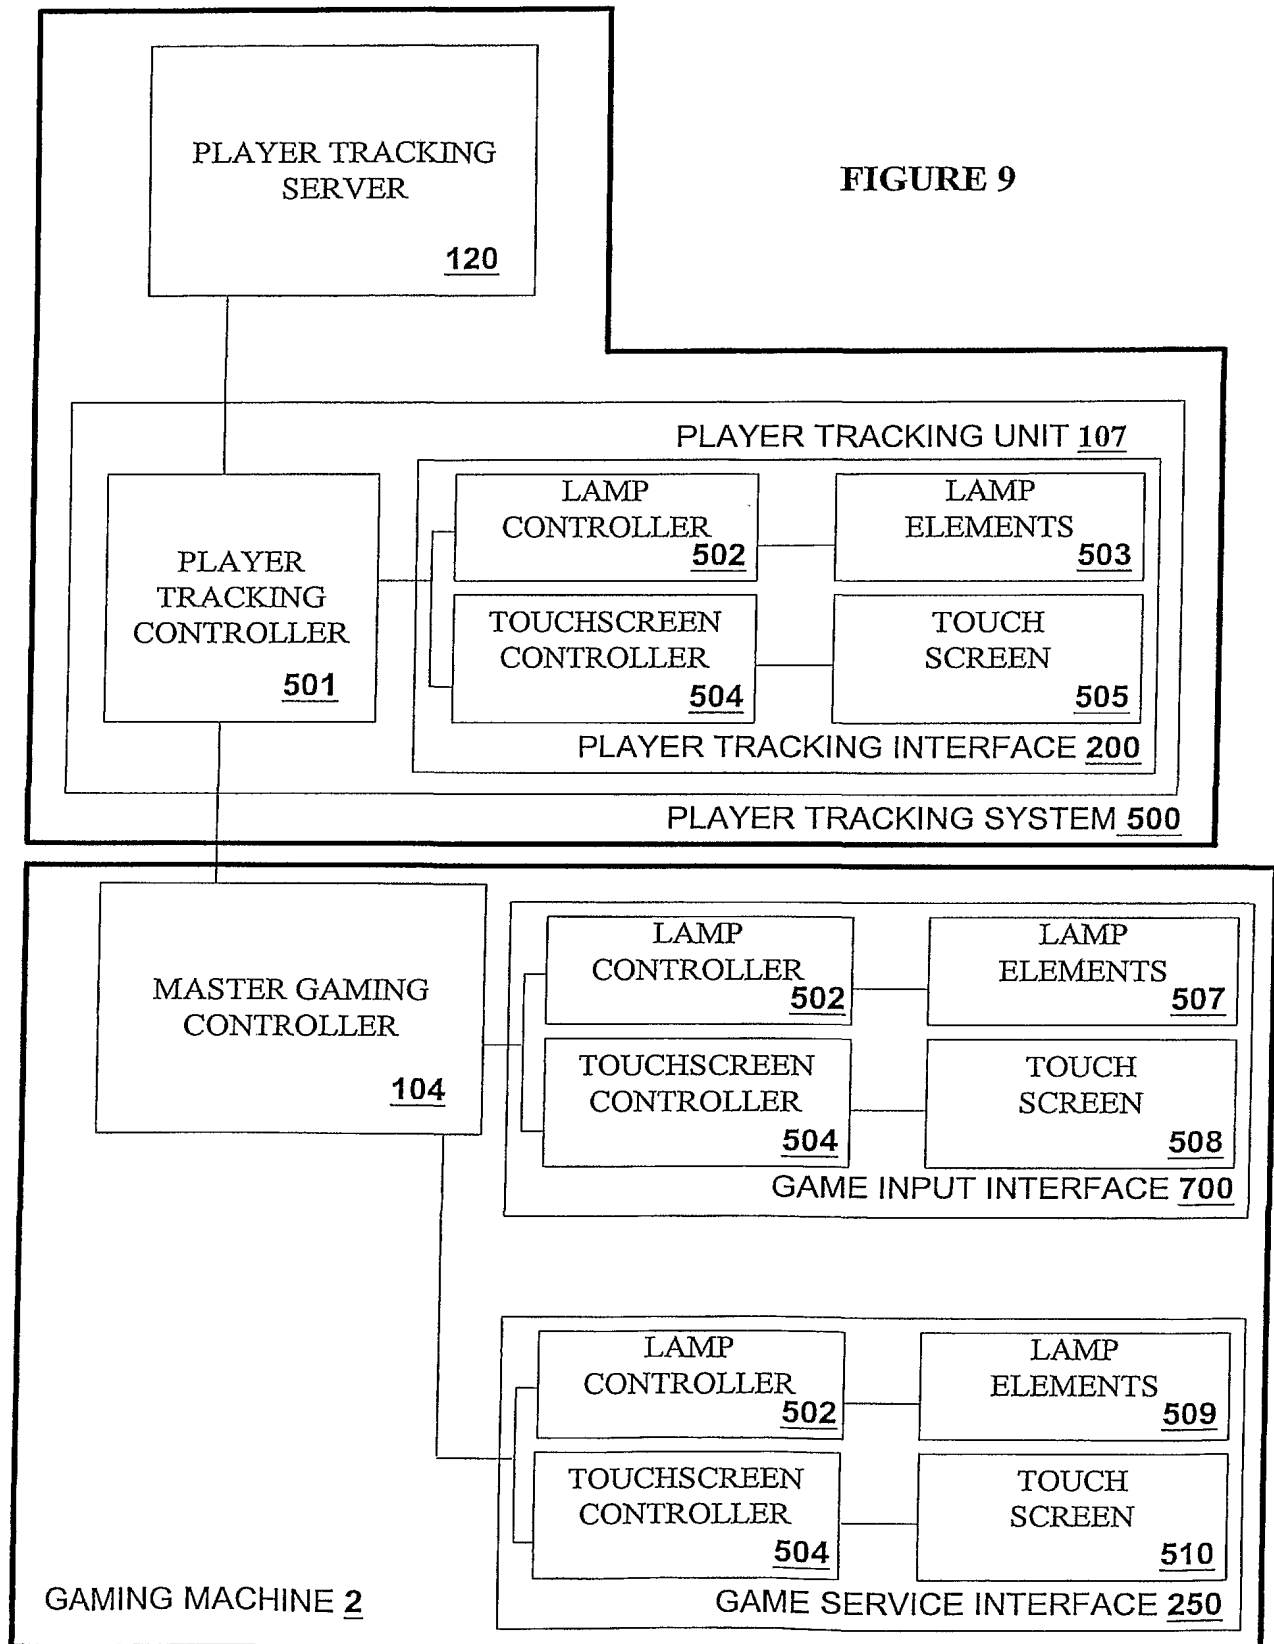 PLAYER TRACKING
SERVER
120
FIGURE 9
PLAYER TRACKING UNIT 107
PLAYER
TRACKING
CONTROLLER
501
LAMP
CONTROLLER
502
LAMP
ELEMENTS
503
TOUCHSCREEN
CONTROLLER
504
TOUCH
SCREEN
505
PLAYER TRACKING INTERFACE 200
PLAYER TRACKING SYSTEM 500
MASTER GAMING
CONTROLLER
104
LAMP
CONTROLLER
502
LAMP
ELEMENTS
507
TOUCHSCREEN
CONTROLLER
504
TOUCH
SCREEN
508
GAME INPUT INTERFACE 700
LAMP
CONTROLLER
502
LAMP
ELEMENTS
509
TOUCHSCREEN
CONTROLLER
504
TOUCH
SCREEN
510
GAME SERVICE INTERFACE 250
GAMING MACHINE 2